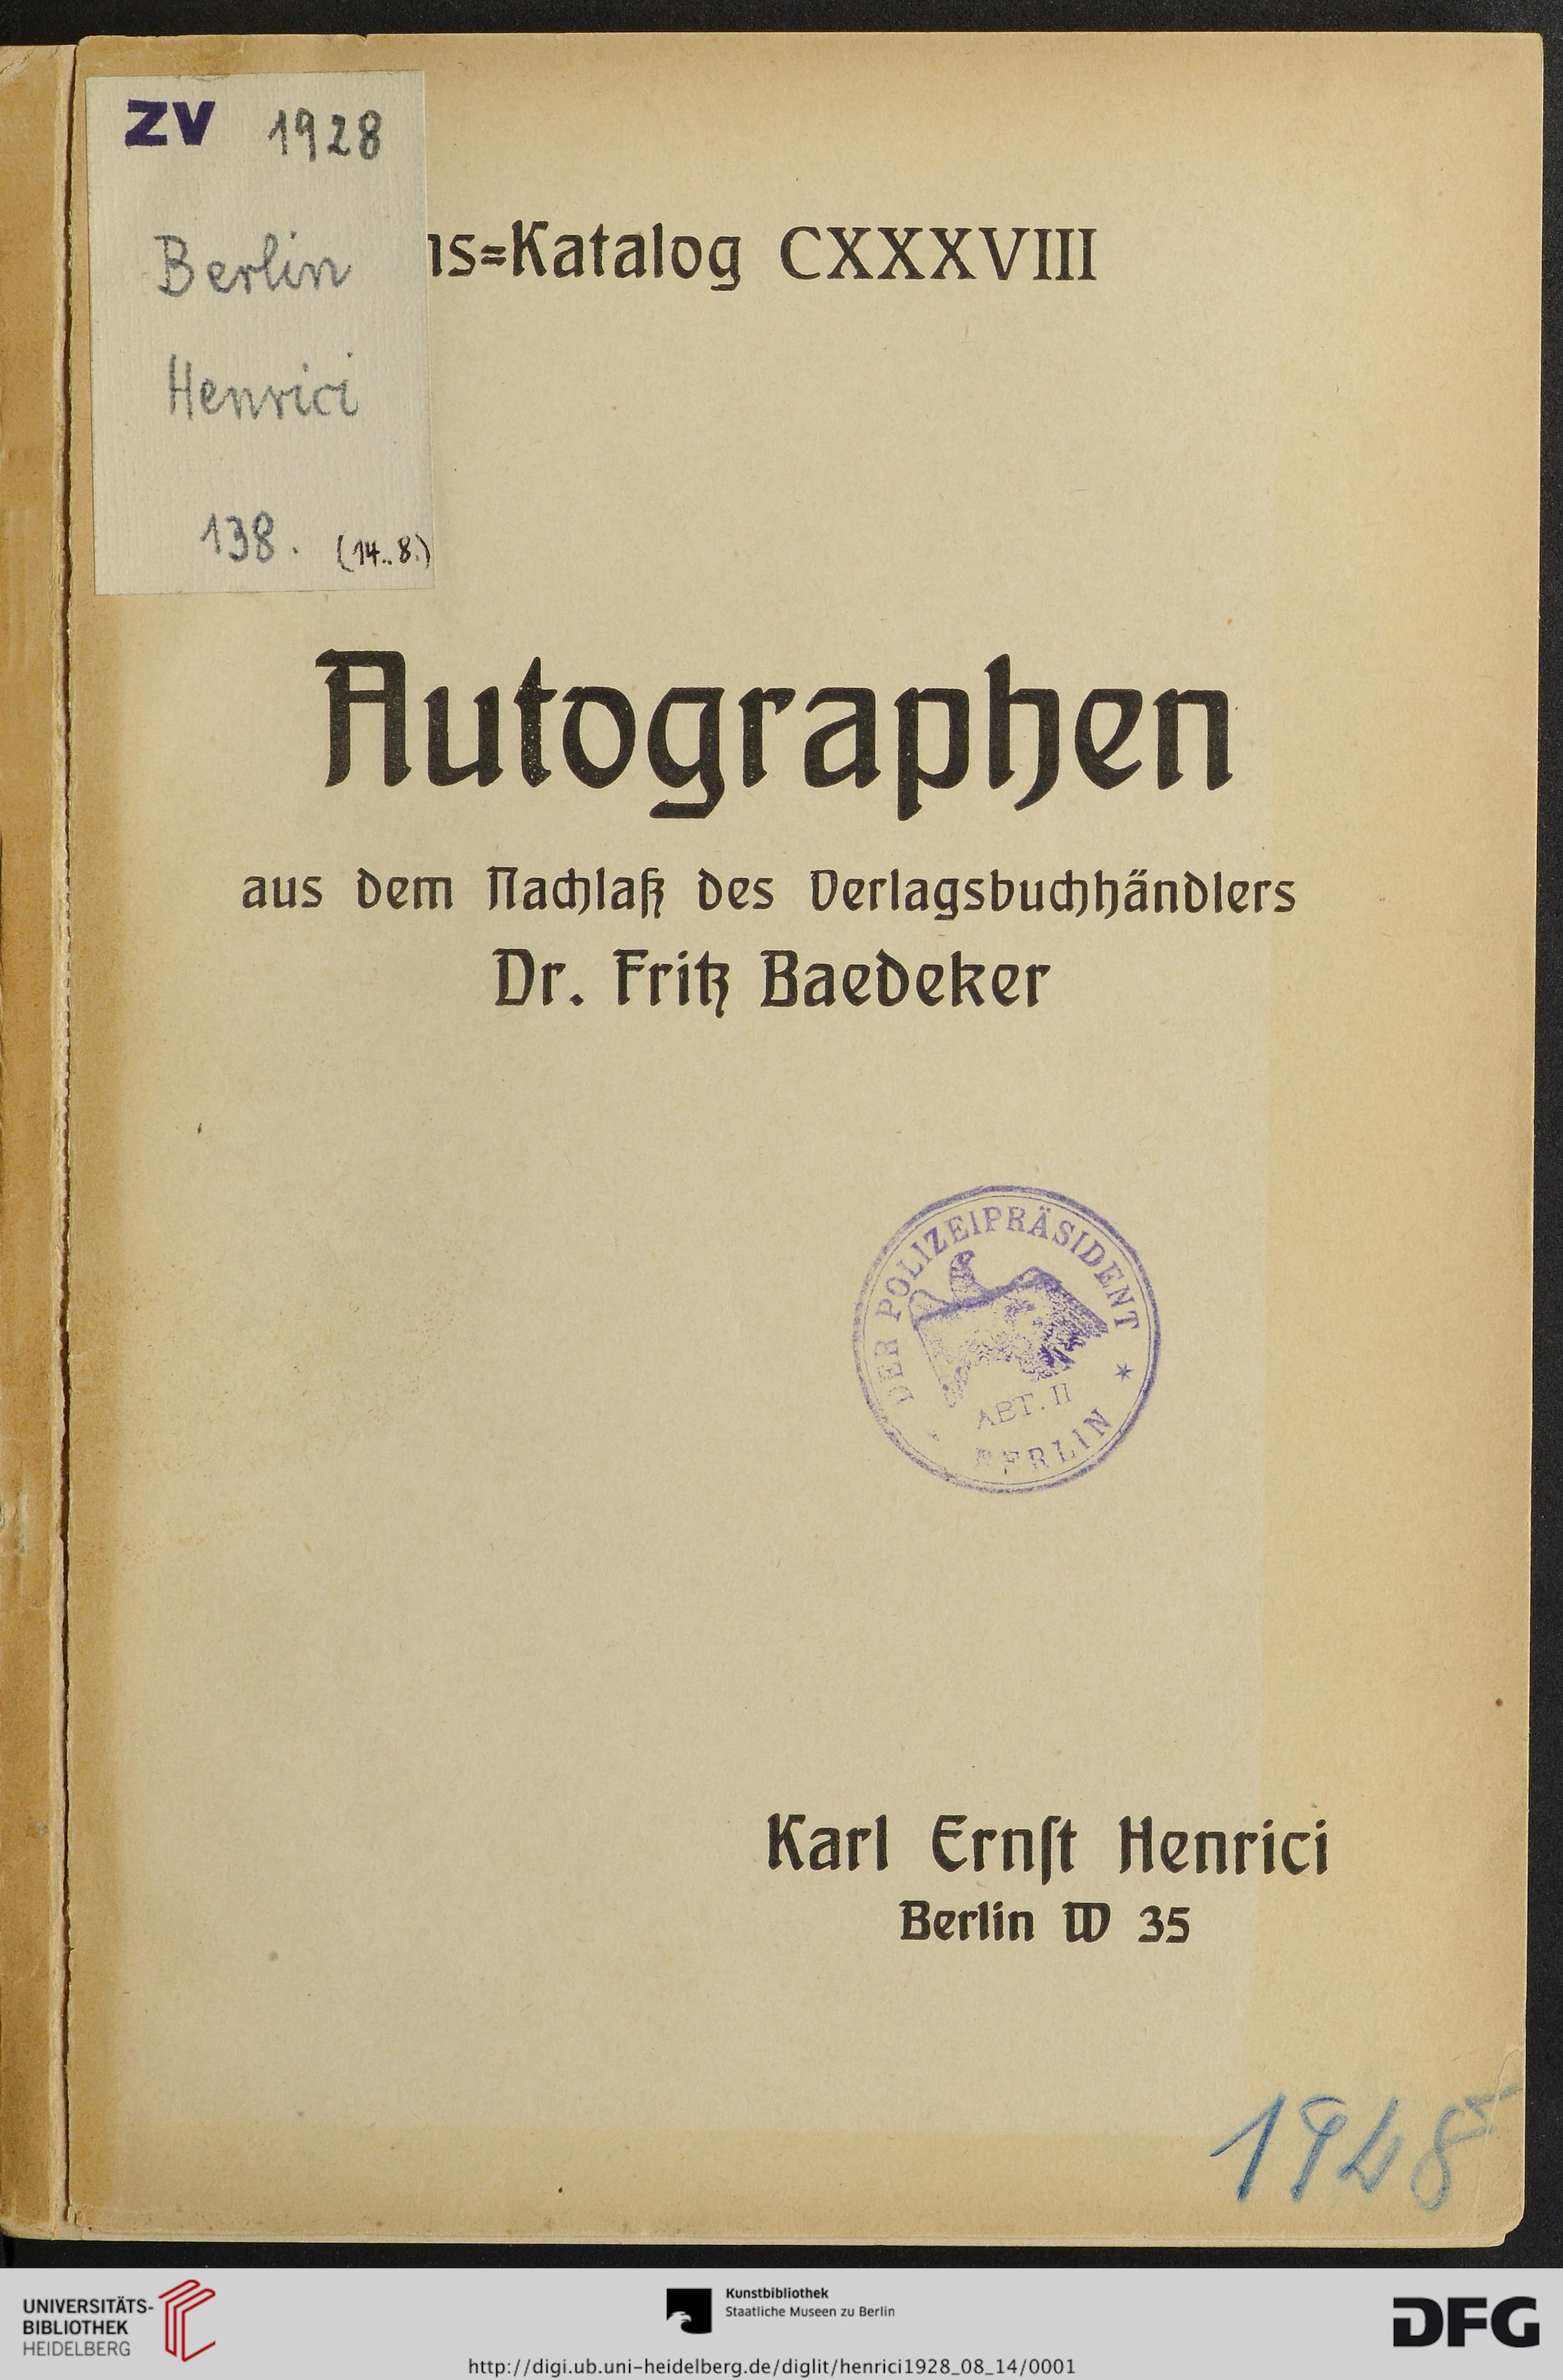 ZV 1928
Berlin
Henrici
138. (14..8.)
ns=Katalog CXXXVIII
Autographen
aus dem Nachlaß des Verlagsbuchhändlers
Dr. Fritz Baedeker
DER POLIZEIPRÄSIDENT *
ABT. II
BERLIN
Karl Ernſt Henrici
Berlin W 35
1928
UNIVERSITÄTS-
BIBLIOTHEK
HEIDELBERG
Kunstbibliothek
Staatliche Museen zu Berlin
DFG
http://digi.ub.uni-heidelberg.de/diglit/henrici1928_08_14/0001